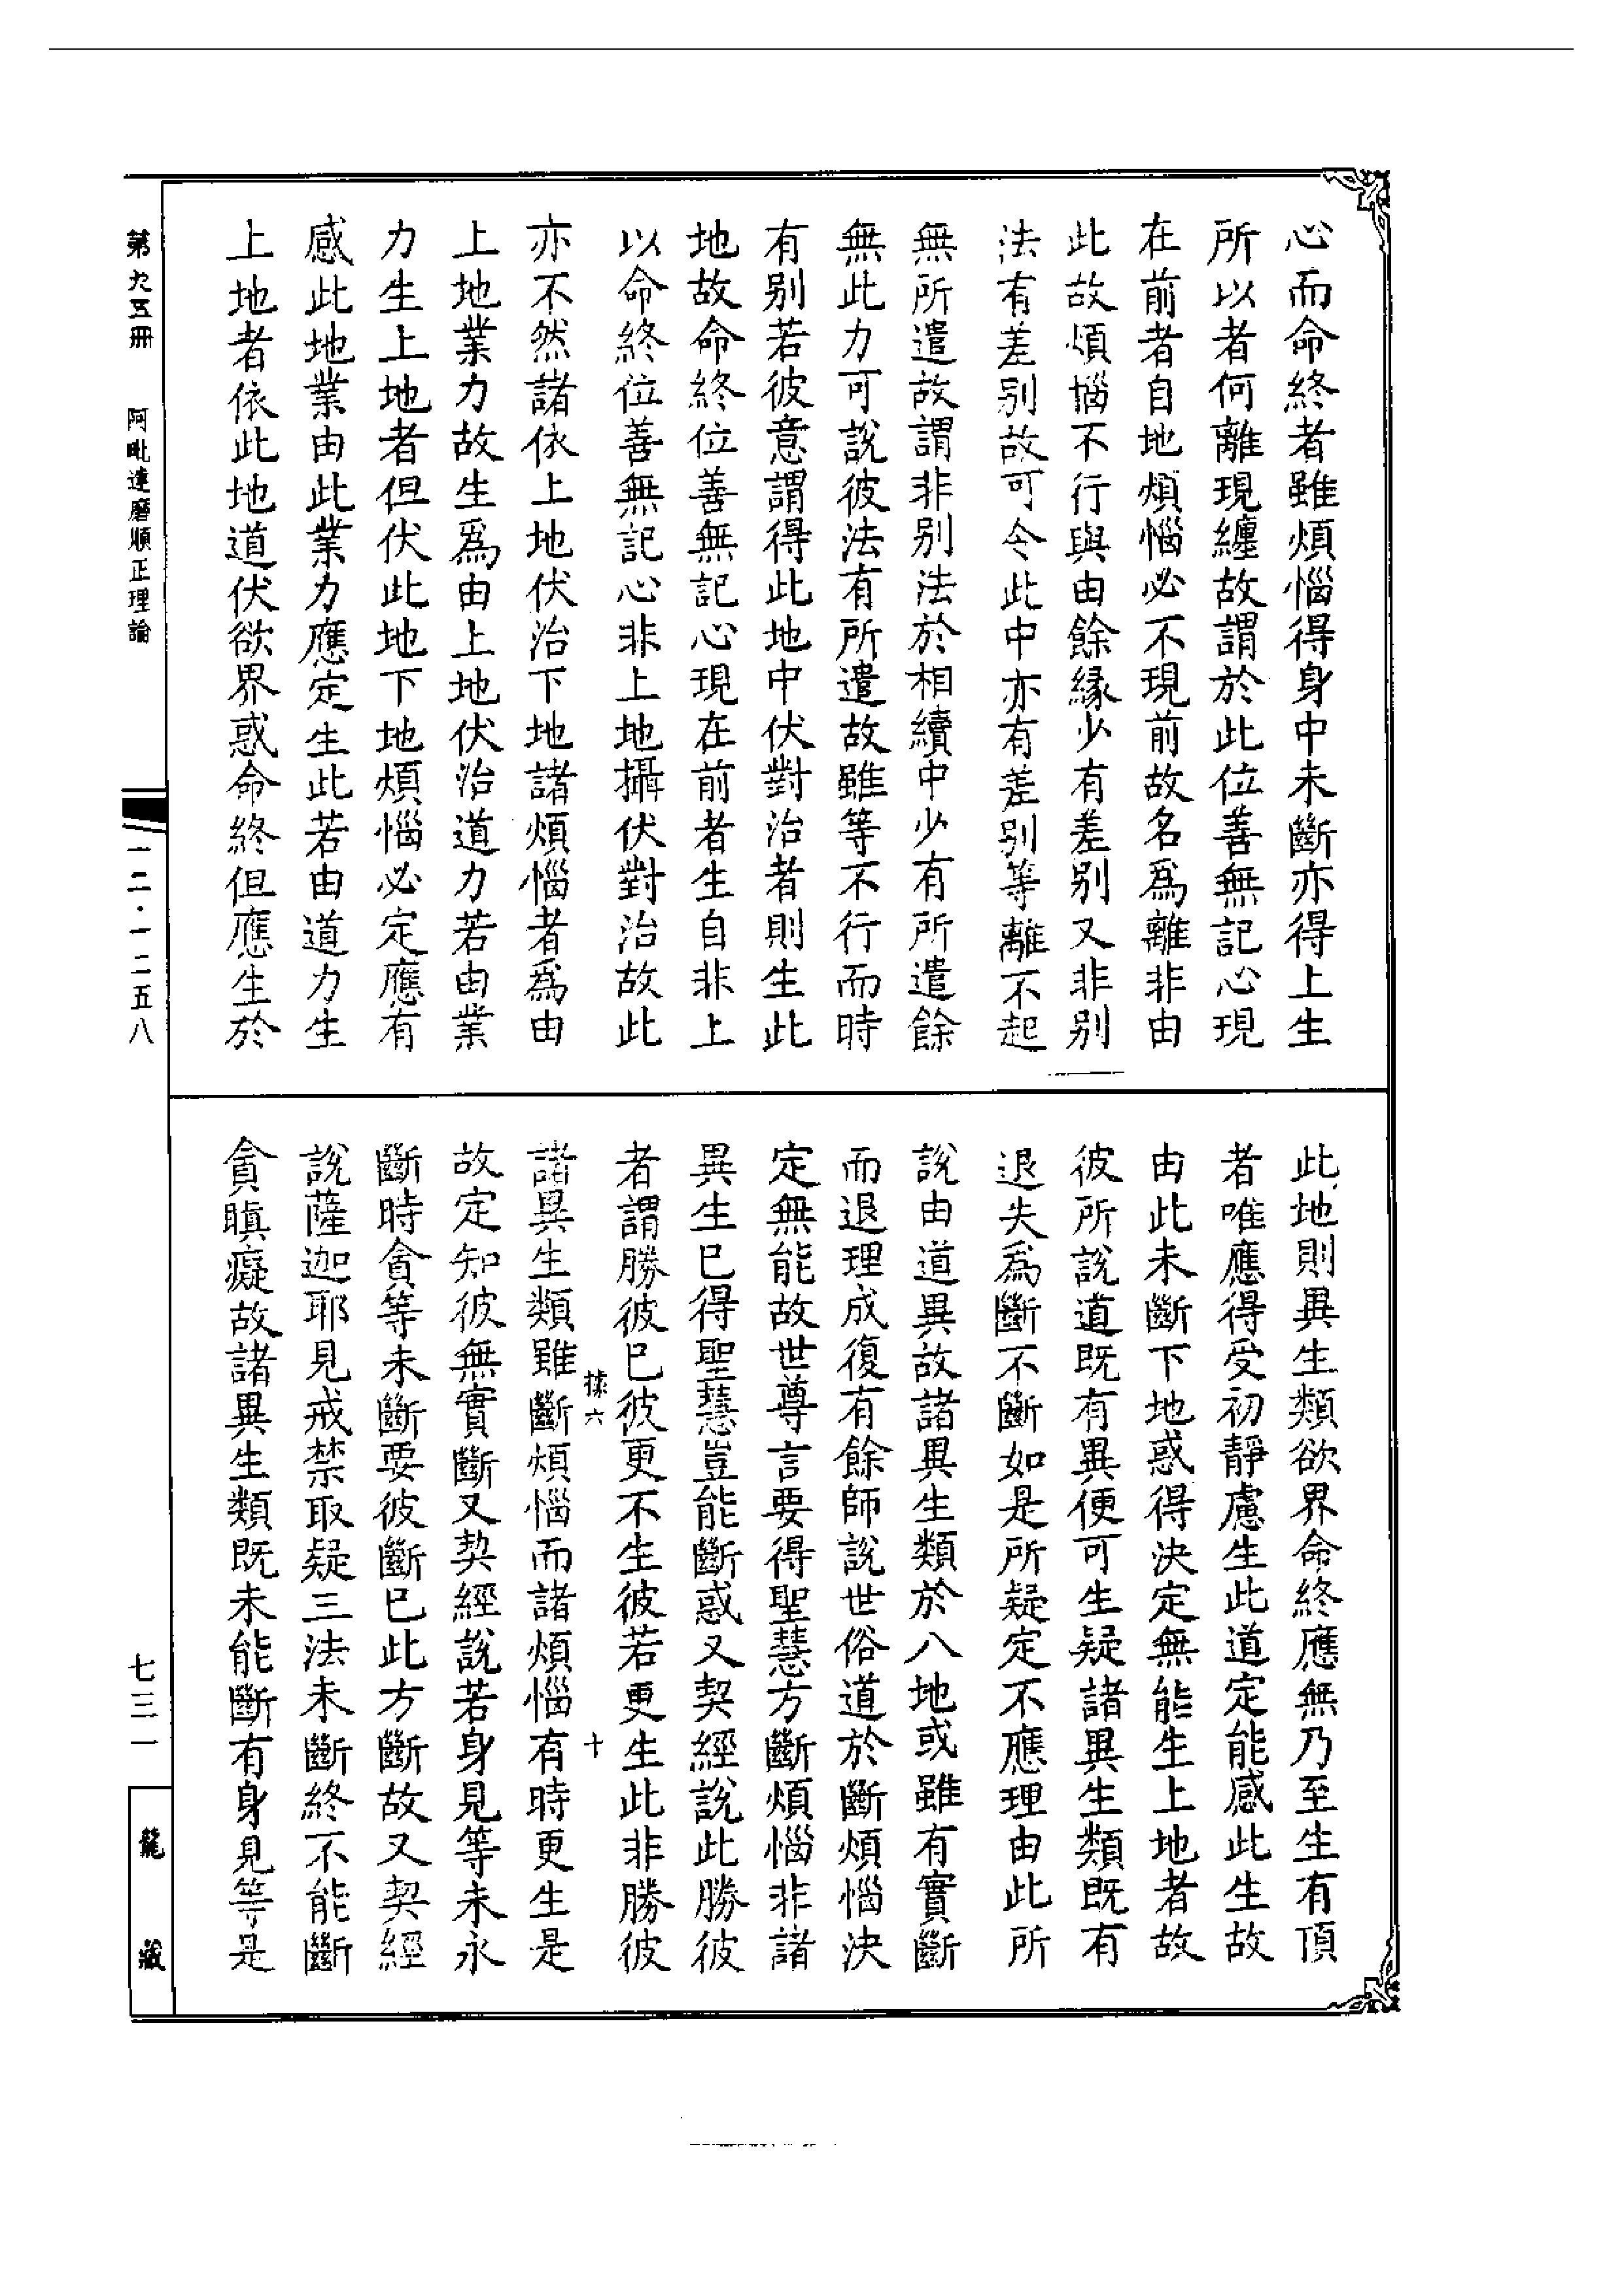 心而命終者雖煩惱得身中未斷亦得上生
所以者何離現纏故謂於此位善無記心現
在前者自地煩惱必不現前故名爲離非由
此故煩惱不行與由餘緣少有差別又非別
法有差別故可令此中亦有差別等離不起
無所遣故謂非別法於相續中少有所遣餘
無此力可說彼法有所遣故雖等不行而時
有別若彼意謂得此地中伏對治者則生此
地故命終位善無記心現在前者生自非上
以命終位善無記心非上地攝伏對治故此
亦不然諸依上地伏治下地諸煩惱者爲由
上地業力故生爲由上地伏治道力若由業
力生上地者但伏此地下地煩惱必定應有
感此地業由此業力應定生此若由道力生
上地者依此地道伏欲界惑命終但應生於
此地則異生類欲界命終應無乃至生有頂
者唯應得受初靜慮生此道定能感此生故
由此未斷下地惑得決定無能生上地者故
彼所說道既有異便可生疑諸異生類既有
退失爲斷不斷如是所疑定不應理由此所
說由道異故諸異生類於八地或雖有實斷
而退理成復有餘師說世俗道於斷煩惱決
定無能故世尊言要得聖慧方斷煩惱非諸
異生已得聖慧豈能斷惑又契經說此勝彼
者謂勝彼已彼更不生彼若更生此非勝彼
諸異生類雖斷煩惱而諸煩惱有時更生是
故定知彼無實斷又契經說若身見等未永
斷時貪等未斷要彼斷已此方斷故又契經
說薩迦耶見戒禁取疑三法未斷終不能斷
貪瞋癡故諸異生類既未能斷有身見等是
據六
十
第九五冊　阿毗達磨順正理論
一二·一二五八
七三一
龍藏